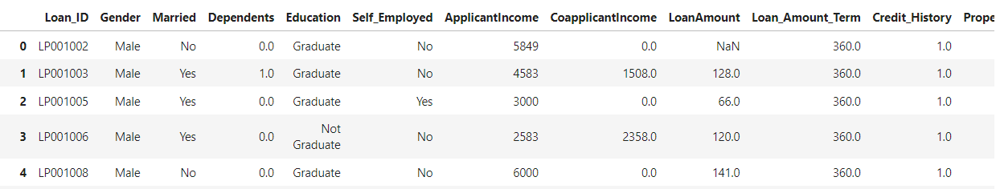 Loan_ID Gender Married Dependents Education Self_Employed ApplicantIncome CoapplicantIncome LoanAmount Loan_Amount_Term Credit_History Prope
0 LP001002 Male No 0.0 Graduate No 5849 0.0 NaN 360.0 1.0
1 LP001003 Male Yes 1.0 Graduate No 4583 1508.0 128.0 360.0 1.0
2 LP001005 Male Yes 0.0 Graduate Yes 3000 0.0 66.0 360.0 1.0
3 LP001006 Male Yes 0.0 Not Graduate No 2583 2358.0 120.0 360.0 1.0
4 LP001008 Male No 0.0 Graduate No 6000 0.0 141.0 360.0 1.0